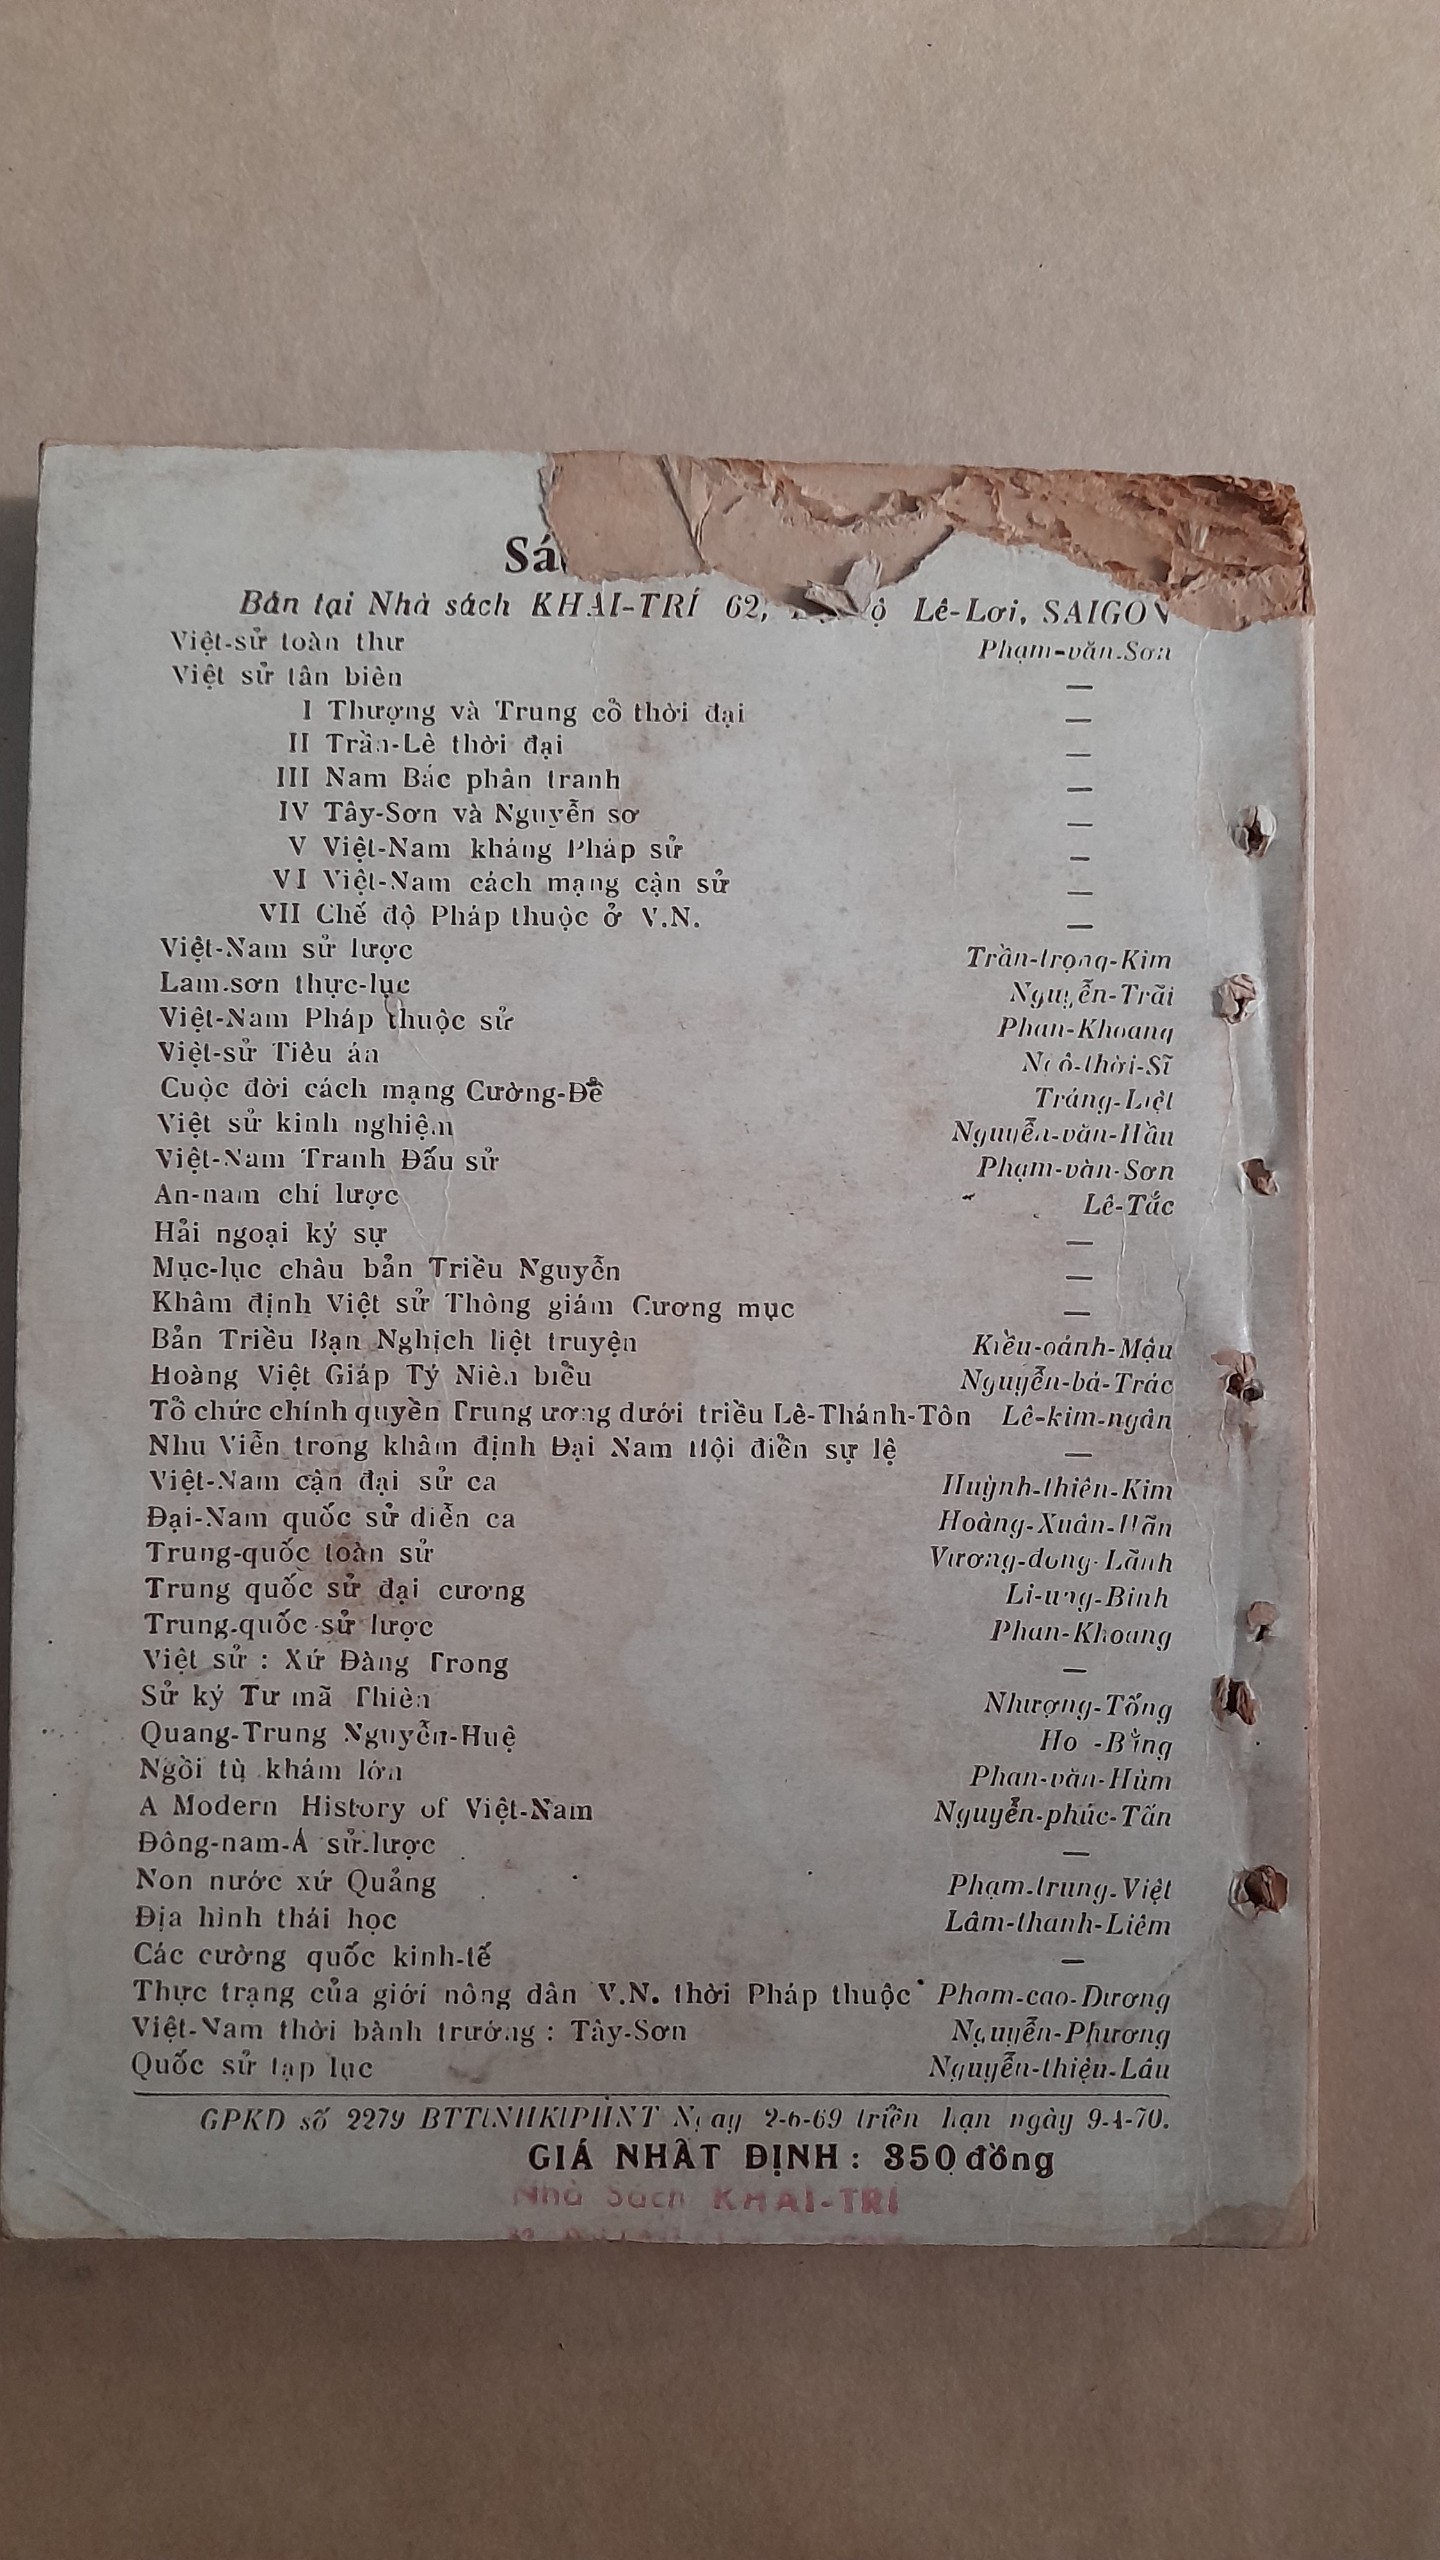 Bán tại Nhà sách KHAI-TRÍ 62, Lê-Lợi, SAIGON
Việt-sử toàn thư Phạm-văn-Sơn
Việt sử tân biên —
I Thượng và Trung cổ thời đại —
II Trần-Lê thời đại —
III Nam Bắc phân tranh —
IV Tây-Sơn và Nguyễn sơ —
V Việt-Nam kháng Pháp sử —
VI Việt-Nam cách mạng cận sử —
VII Chế độ Pháp thuộc ở V.N. —
Việt-Nam sử lược Trần-trọng-Kim
Lam-sơn thực-lục Nguyễn-Trãi
Việt-Nam Pháp thuộc sử Phan-Khoang
Việt-sử Tiêu án Ngô-thời-Sĩ
Cuộc đời cách mạng Cường-Để Tráng-Liệt
Việt sử kinh nghiệm Nguyễn-văn-Hầu
Việt-Nam Tranh Đấu sử Phạm-văn-Sơn
An-nam chí lược Lê-Tắc
Hải ngoại ký sự —
Mục-lục châu bản Triều Nguyễn —
Khâm định Việt sử Thông giám Cương mục —
Bản Triều Bạn Nghịch liệt truyện Kiều-oánh-Mậu
Hoàng Việt Giáp Tý Niên biểu Nguyễn-bá-Trác
Tổ chức chính quyền Trung ương dưới triều Lê-Thánh-Tôn Lê-kim-ngân
Nhu Viễn trong khâm định Đại Nam Hội điển sự lệ —
Việt-Nam cận đại sử ca Huỳnh-thiên-Kim
Đại-Nam quốc sử diễn ca Hoàng-Xuân-Hãn
Trung-quốc toàn sử Vương-đong-Lãnh
Trung quốc sử đại cương Li-ung-Binh
Trung-quốc sử lược Phan-Khoang
Việt sử : Xứ Đàng Trong —
Sử ký Tư mã Thiên Nhượng-Tống
Quang-Trung Nguyễn-Huệ
Ngồi tù khám lớn Phan-văn-Hùm
A Modern History of Việt-Nam Nguyễn-phúc-Tấn
Đông-nam-Á sử-lược —
Non nước xứ Quảng Phạm-trung-Việt
Địa hình thái học Lâm-thanh-Liêm
Các cường quốc kinh-tế —
Thực trạng của giới nông dân V.N. thời Pháp thuộc Phạm-cao-Dương
Việt-Nam thời bành trướng : Tây-Sơn Nguyễn-Phương
Quốc sử tạp lục Nguyễn-thiệu-Lâu
GPKD số 2279 Ngay 2-6-69 triển hạn ngày 9-4-70.
GIÁ NHẤT ĐỊNH : 350 đồng
Nhà Sách KHAI-TRÍ